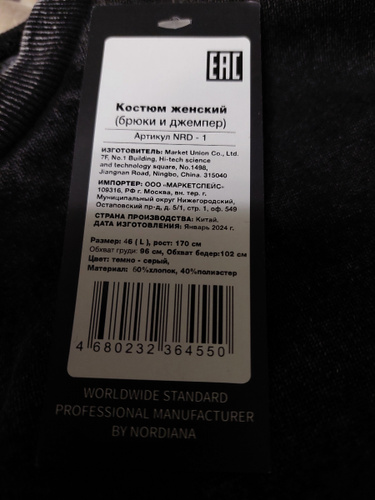 EAC
Костюм женский
(брюки и джемпер)
Артикул NRD - 1
ИЗГОТОВИТЕЛЬ: Market Union Co., Ltd.
7F, No.1 Building, Hi-tech science
and technology square, No.1498,
Jiangnan Road, Ningbo, China. 315040
ИМПОРТЕР: ООО «МАРКЕТСПЕЙС»
109316, РФ г. Москва, вн. тер. г.
Муниципальный округ Нижегородский,
Остаповский пр-д, д. 5/1, стр. 1, оф. 549
СТРАНА ПРОИЗВОДСТВА: Китай.
ДАТА ИЗГОТОВЛЕНИЯ: Январь 2024 г.
Размер: 46 ( L ), рост: 170 см
Обхват груди: 96 см, Обхват бедер:102 см
Цвет: темно - серый,
Материал: 60%хлопок, 40%полиэстер
4 680232 364550
WORLDWIDE STANDARD
PROFESSIONAL MANUFACTURER
BY NORDIANA